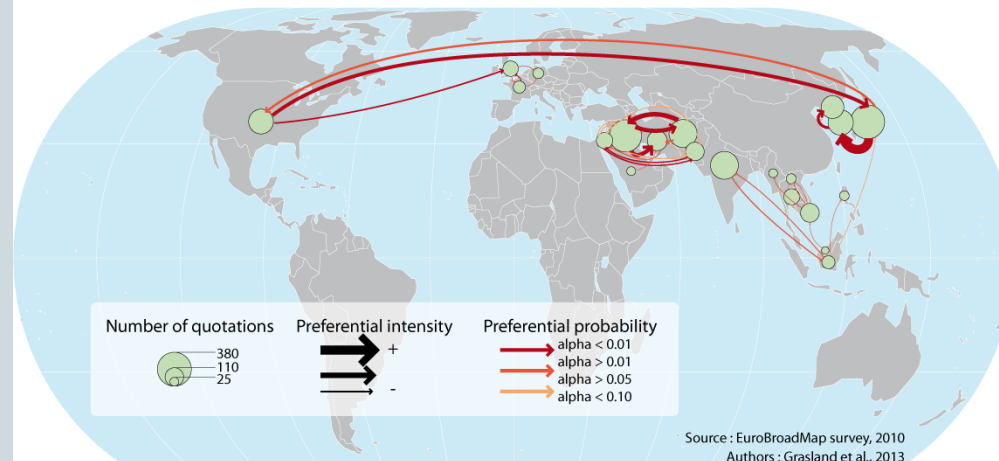 Number of quotations
380
110
25
Preferential intensity
+
-
Preferential probability
alpha < 0.01
alpha > 0.01
alpha > 0.05
alpha < 0.10
Source : EuroBroadMap survey, 2010
Authors : Grasland et al., 2013